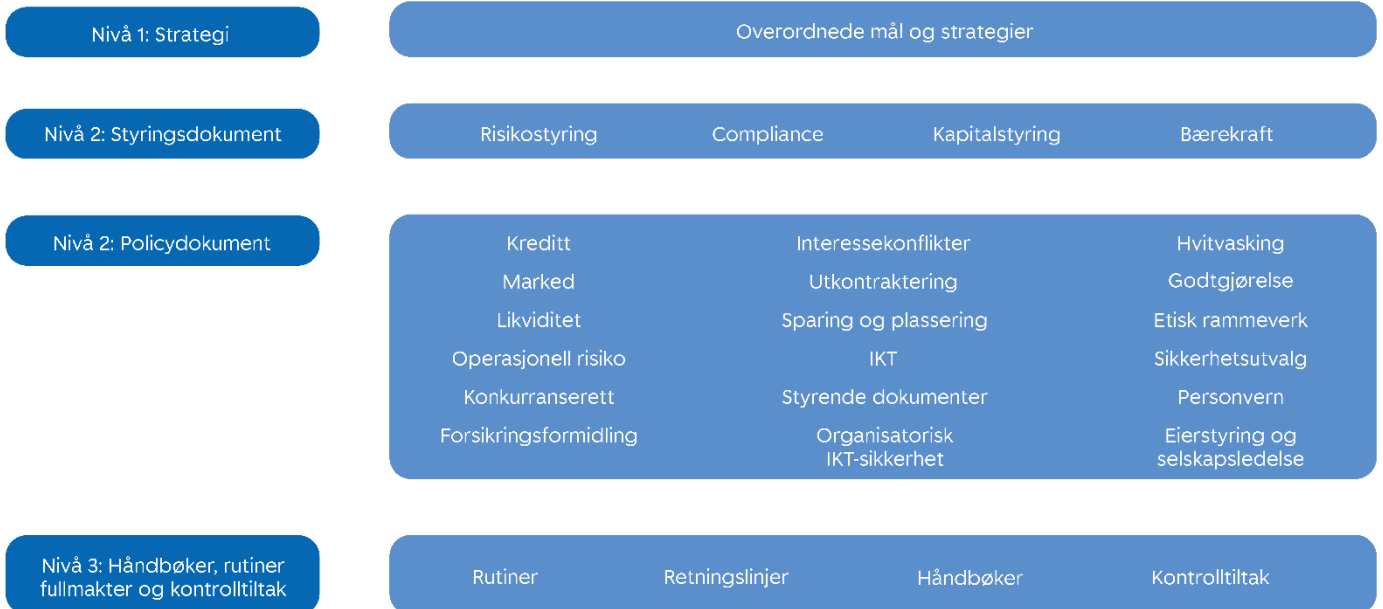 Nivå 1: Strategi
Overordnede mål og strategier
Nivå 2: Styringsdokument
Risikostyring Compliance Kapitalstyring Bærekraft
Nivå 2: Policydokument
Kreditt Interessekonflikter Hvitvasking
Marked Utkontraktering Godtgjørelse
Likviditet Sparing og plassering Etisk rammeverk
Operasjonell risiko IKT Sikkerhetsutvalg
Konkurranserett Styrende dokumenter Personvern
Forsikringsformidling Organisatorisk Eierstyring og
IKT-sikkerhet selskapsledelse
Nivå 3: Håndbøker, rutiner
fullmakter og kontrolltiltak
Rutiner Retningslinjer Håndbøker Kontrolltiltak